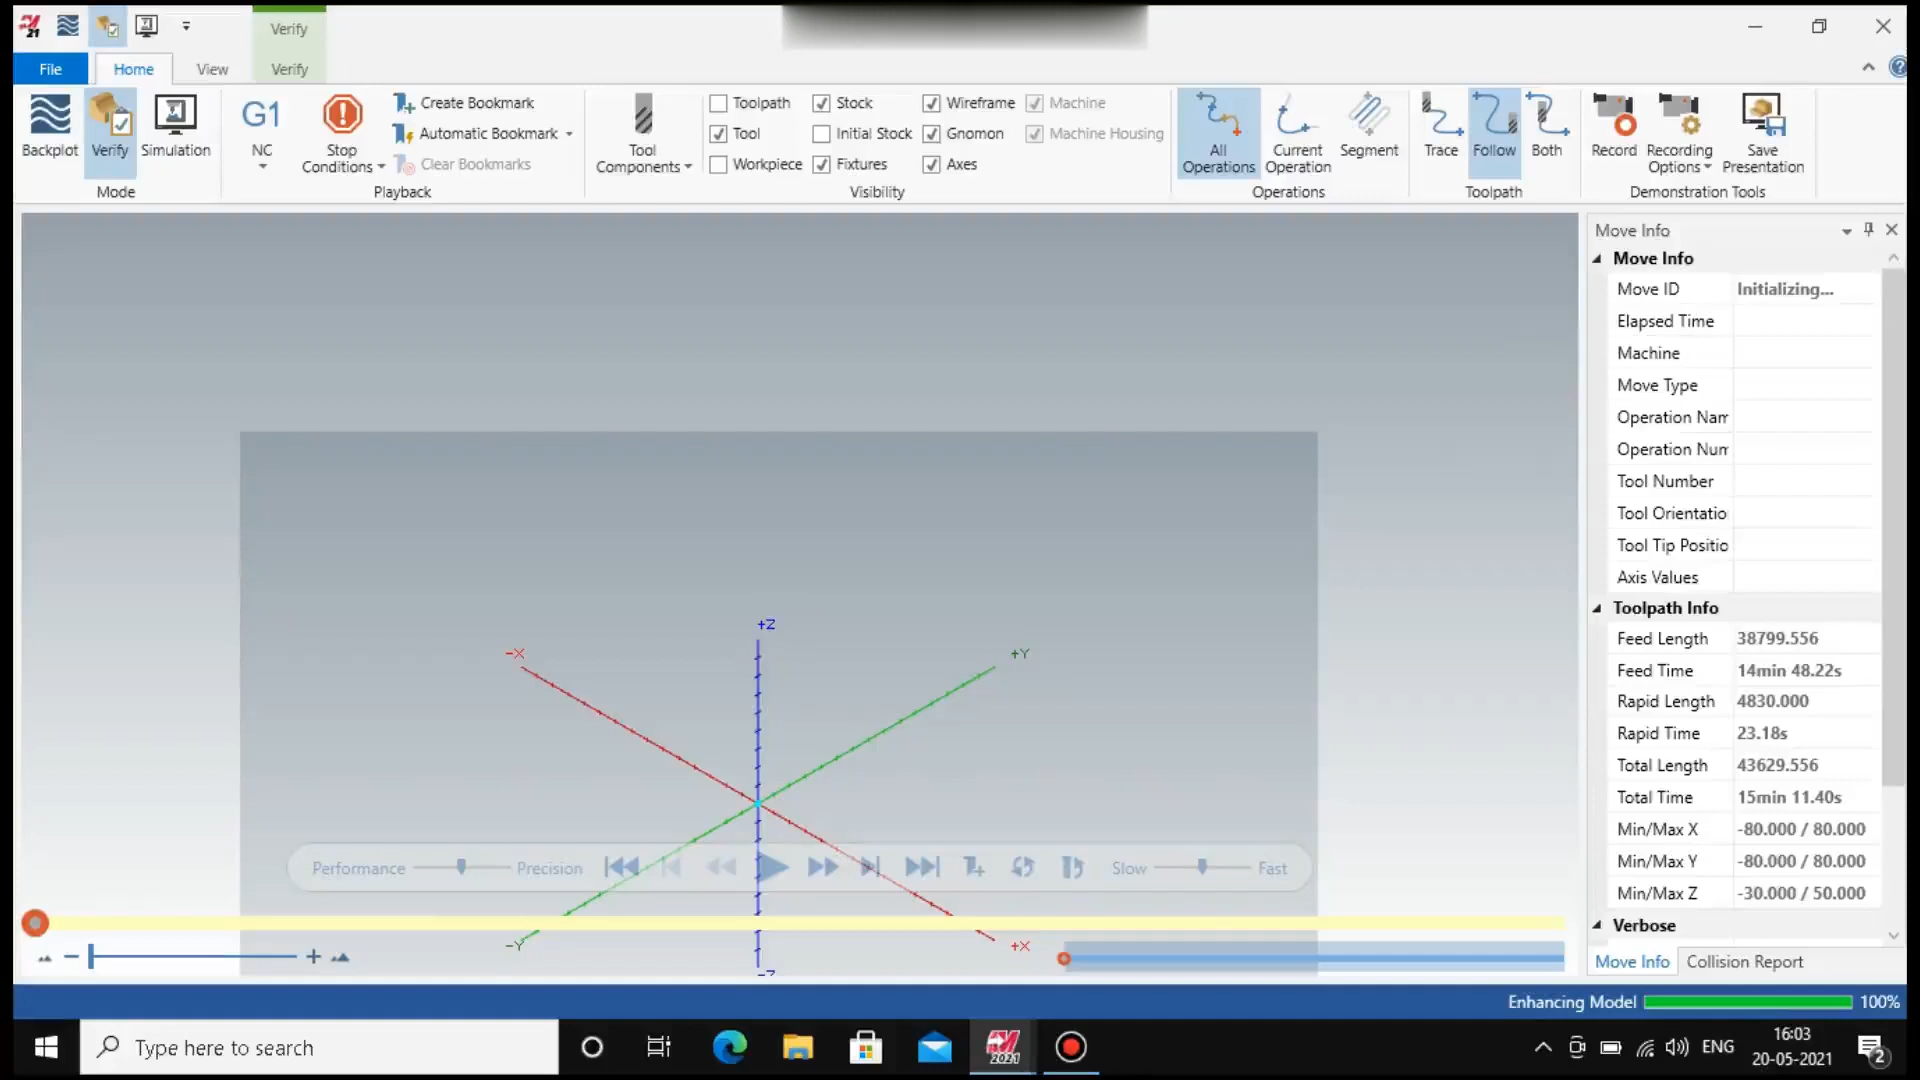 Verify
File
Home
View
Verify
Backplot
Verify
Simulation
Mode
G1
NC
Stop
Conditions
Create Bookmark
Automatic Bookmark
Clear Bookmarks
Playback
Tool
Components
Toolpath
Stock
Wireframe
Machine
Tool
Initial Stock
Gnomon
Machine Housing
Workpiece
Fixtures
Axes
Visibility
All
Operations
Current
Operation
Segment
Operations
Trace
Follow
Both
Toolpath
Record
Recording
Options
Save
Presentation
Demonstration Tools
Move Info
Move Info
Move ID Initializing...
Elapsed Time
Machine
Move Type
Operation Nam
Operation Num
Tool Number
Tool Orientatio
Tool Tip Positio
Axis Values
Toolpath Info
Feed Length 38799.556
Feed Time 14min 48.22s
Rapid Length 4830.000
Rapid Time 23.18s
Total Length 43629.556
Total Time 15min 11.40s
Min/Max X -80.000 / 80.000
Min/Max Y -80.000 / 80.000
Min/Max Z -30.000 / 50.000
Verbose
Move Info
Collision Report
+Z
-X
+Y
Performance
Precision
Slow
Fast
-Y
+X
-Z
Enhancing Model 100%
Type here to search
2021
ENG
16:03
20-05-2021
2